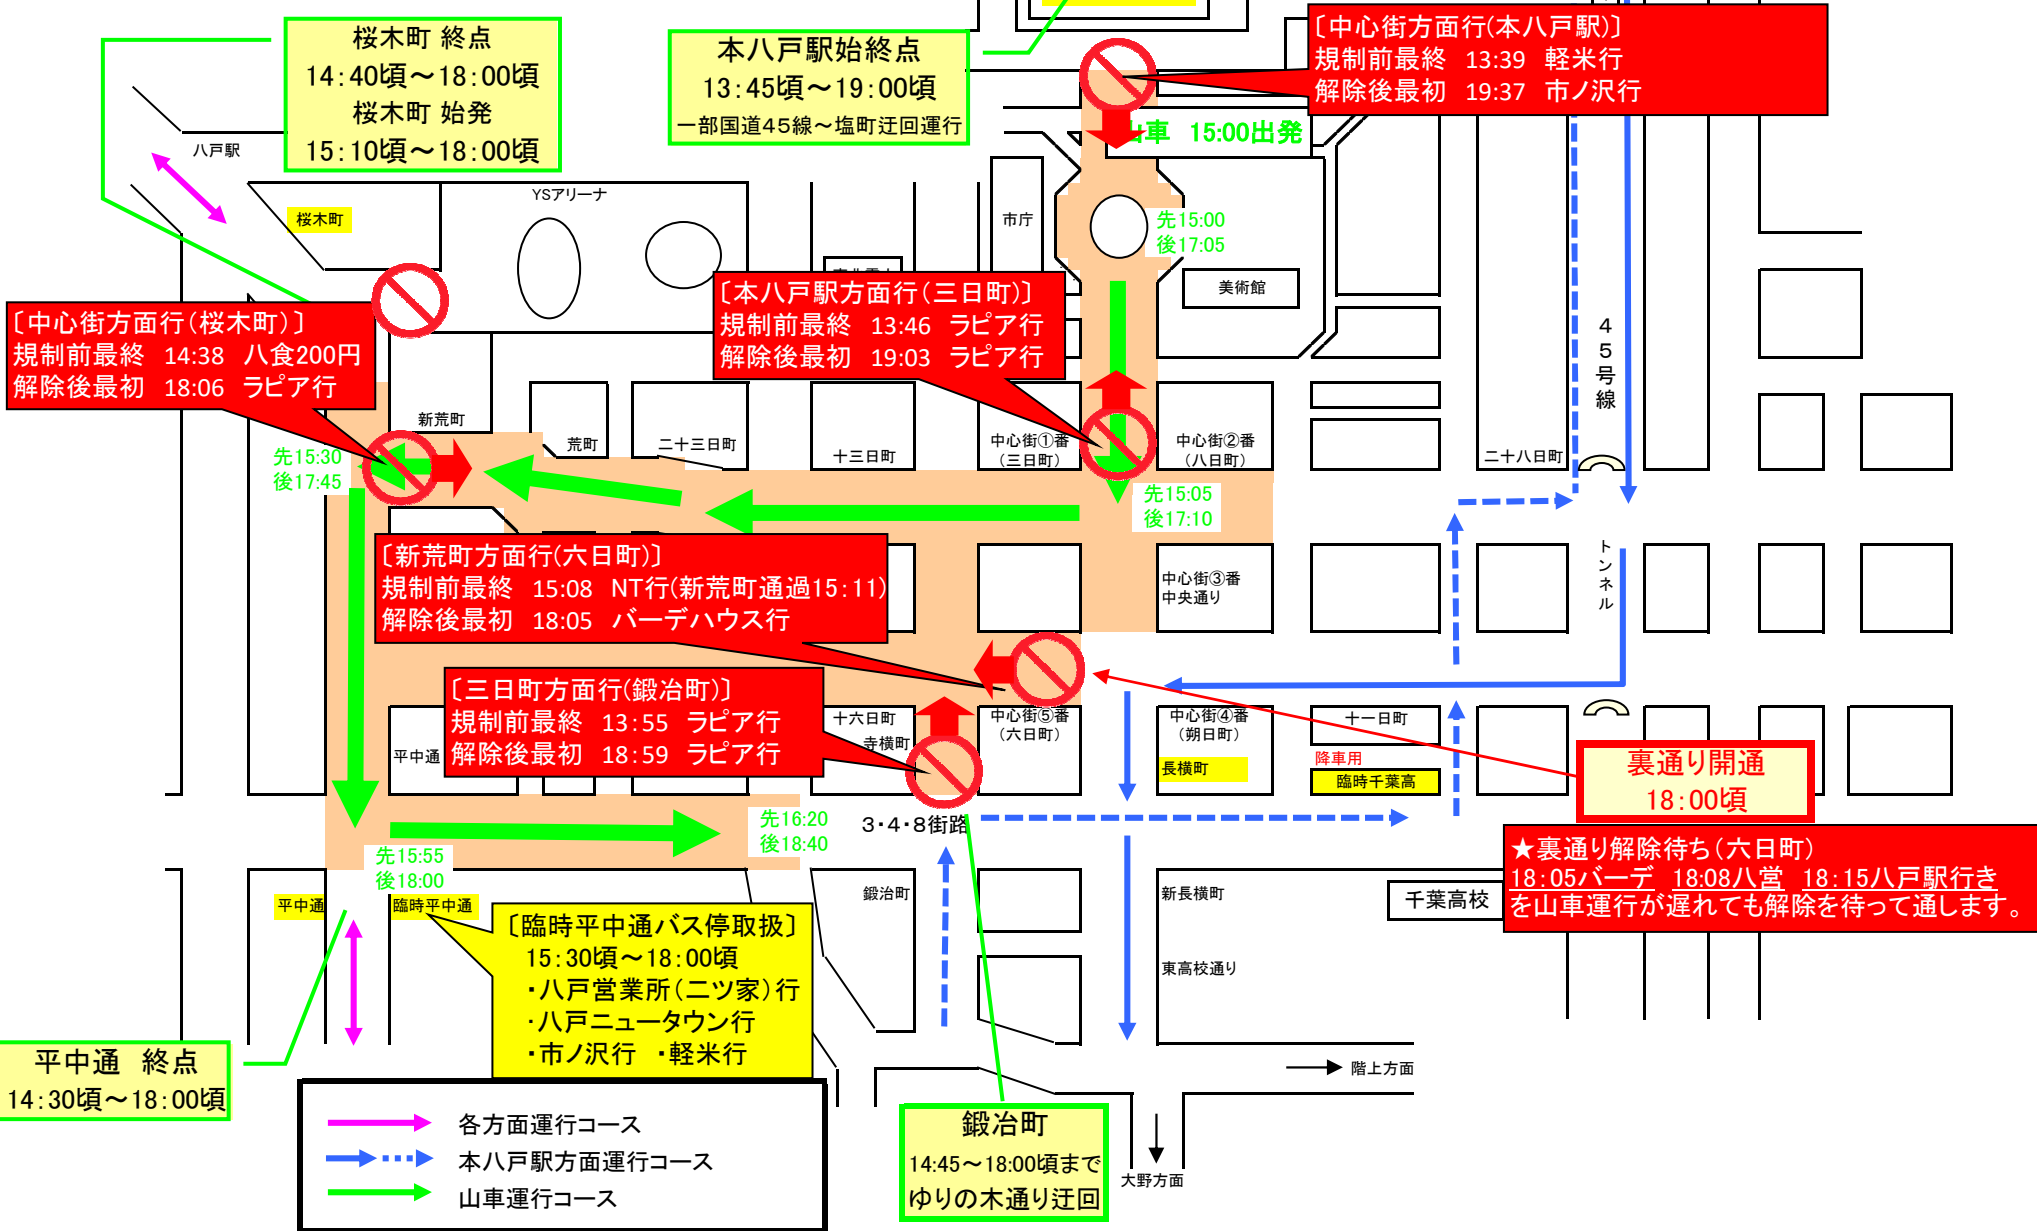 桜木町 終点
14:40頃～18:00頃
桜木町 始発
15:10頃～18:00頃
本八戸駅始終点
13:45頃～19:00頃
一部国道45線～塩町迂回運行
〔中心街方面行(本八戸駅)〕
規制前最終 13:39 軽米行
解除後最初 19:37 市ノ沢行
車 15:00出発
八戸駅
桜木町
YSアリーナ
市庁
先15:00
後17:05
美術館
〔中心街方面行(桜木町)〕
規制前最終 14:38 八食200円
解除後最初 18:06 ラピア行
〔本八戸駅方面行(三日町)〕
規制前最終 13:46 ラピア行
解除後最初 19:03 ラピア行
45号線
新荒町
荒町
二十三日町
十三日町
中心街①番
(三日町)
中心街②番
(八日町)
二十八日町
先15:30
後17:45
先15:05
後17:10
〔新荒町方面行(六日町)〕
規制前最終 15:08 NT行(新荒町通過15:11)
解除後最初 18:05 バーデハウス行
中心街③番
中央通り
トンネル
〔三日町方面行(鍛冶町)〕
規制前最終 13:55 ラピア行
解除後最初 18:59 ラピア行
平中通
十六日町
寺横町
中心街⑤番
(六日町)
中心街④番
(朔日町)
長横町
十一日町
降車用
臨時千葉高
裏通り開通
18:00頃
先16:20
後18:40
3・4・8街路
先15:55
後18:00
★裏通り解除待ち(六日町)
18:05バーデ 18:08八営 18:15八戸駅行き
を山車運行が遅れても解除を待って通します。
平中通
臨時平中通
鍛冶町
新長横町
千葉高校
〔臨時平中通バス停取扱〕
15:30頃～18:00頃
・八戸営業所(二ツ家)行
・八戸ニュータウン行
・市ノ沢行 ・軽米行
東高校通り
平中通 終点
14:30頃～18:00頃
階上方面
大野方面
鍛冶町
14:45～18:00頃まで
ゆりの木通り迂回
各方面運行コース
本八戸駅方面運行コース
山車運行コース